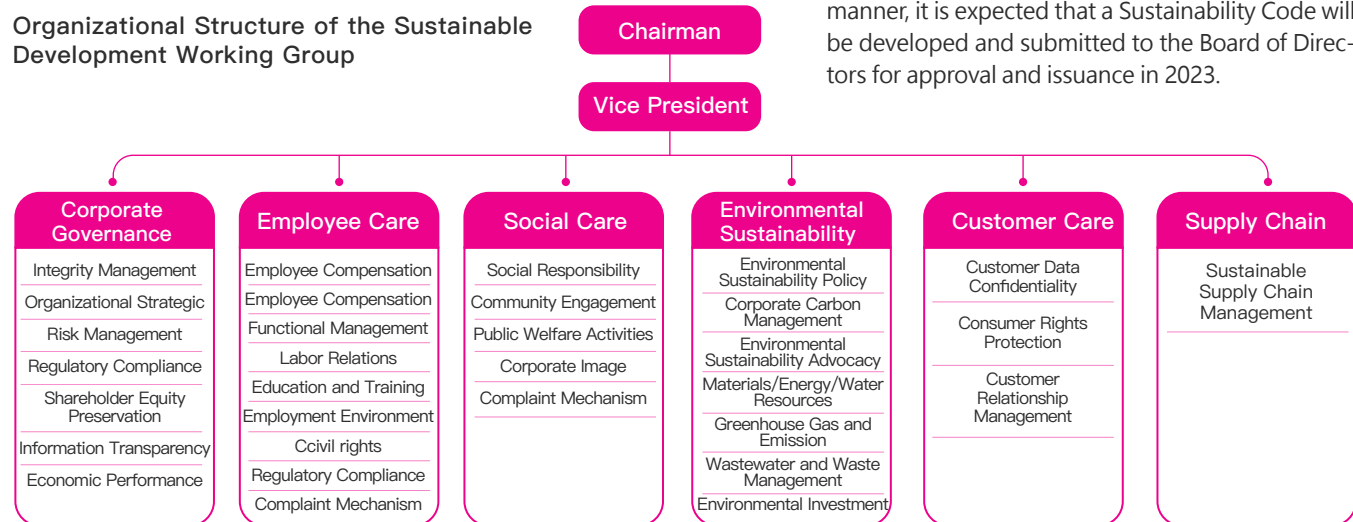 Organizational Structure of the Sustainable
Development Working Group
manner, it is expected that a Sustainability Code will
be developed and submitted to the Board of Direc-
tors for approval and issuance in 2023.
Chairman
Vice President
Corporate
Governance
Integrity Management
Organizational Strategic
Risk Management
Regulatory Compliance
Shareholder Equity
Preservation
Information Transparency
Economic Performance
Employee Care
Employee Compensation
Employee Compensation
Functional Management
Labor Relations
Education and Training
Employment Environment
Ccivil rights
Regulatory Compliance
Complaint Mechanism
Social Care
Social Responsibility
Community Engagement
Public Welfare Activities
Corporate Image
Complaint Mechanism
Environmental
Sustainability
Environmental
Sustainability Policy
Corporate Carbon
Management
Environmental
Sustainability Advocacy
Materials/Energy/Water
Resources
Greenhouse Gas and
Emission
Wastewater and Waste
Management
Environmental Investment
Customer Care
Customer Data
Confidentiality
Consumer Rights
Protection
Customer
Relationship
Management
Supply Chain
Sustainable
Supply Chain
Management